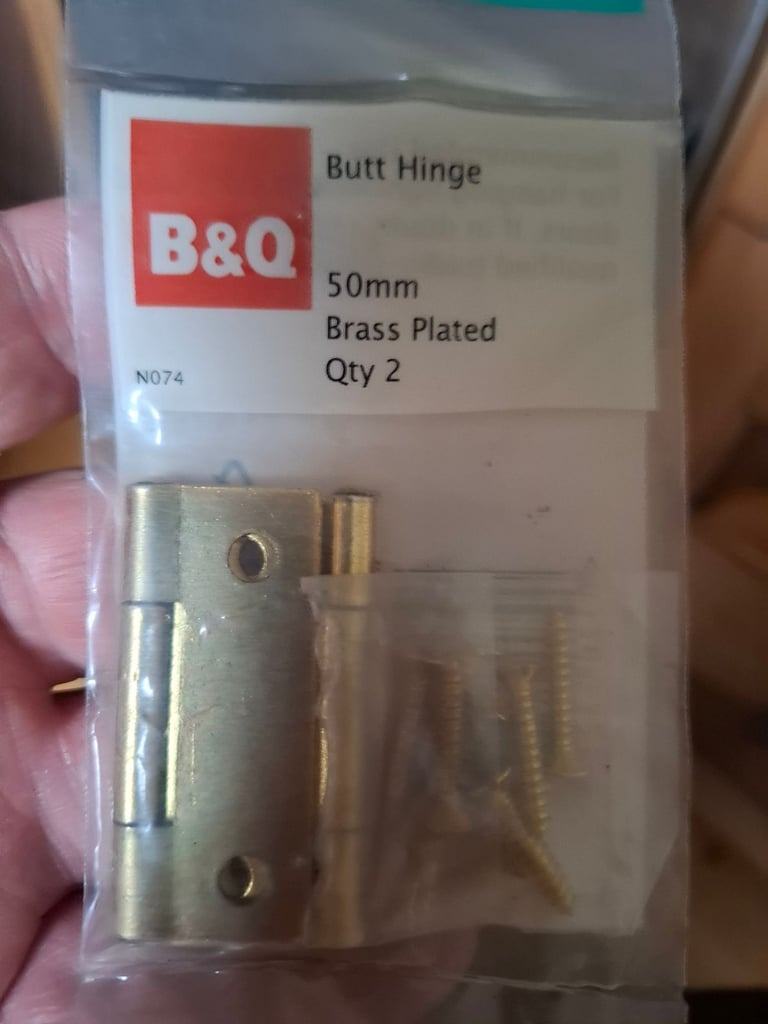 Butt Hinge
B&Q
50mm
Brass Plated
N074
Qty 2